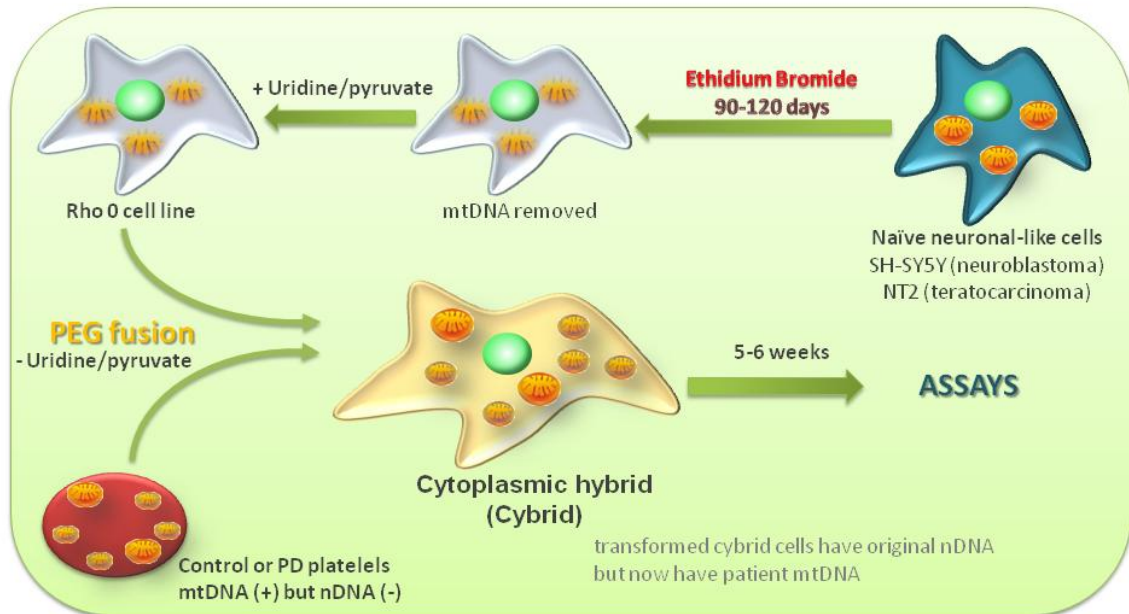 Ethidium Bromide
90-120 days
+ Uridine/pyruvate
Rho 0 cell line
mtDNA removed
Naïve neuronal-like cells
SH-SY5Y (neuroblastoma)
NT2 (teratocarcinoma)
PEG fusion
- Uridine/pyruvate
5-6 weeks
ASSAYS
Cytoplasmic hybrid
(Cybrid)
Control or PD platelels
mtDNA (+) but nDNA (-)
transformed cybrid cells have original nDNA
but now have patient mtDNA